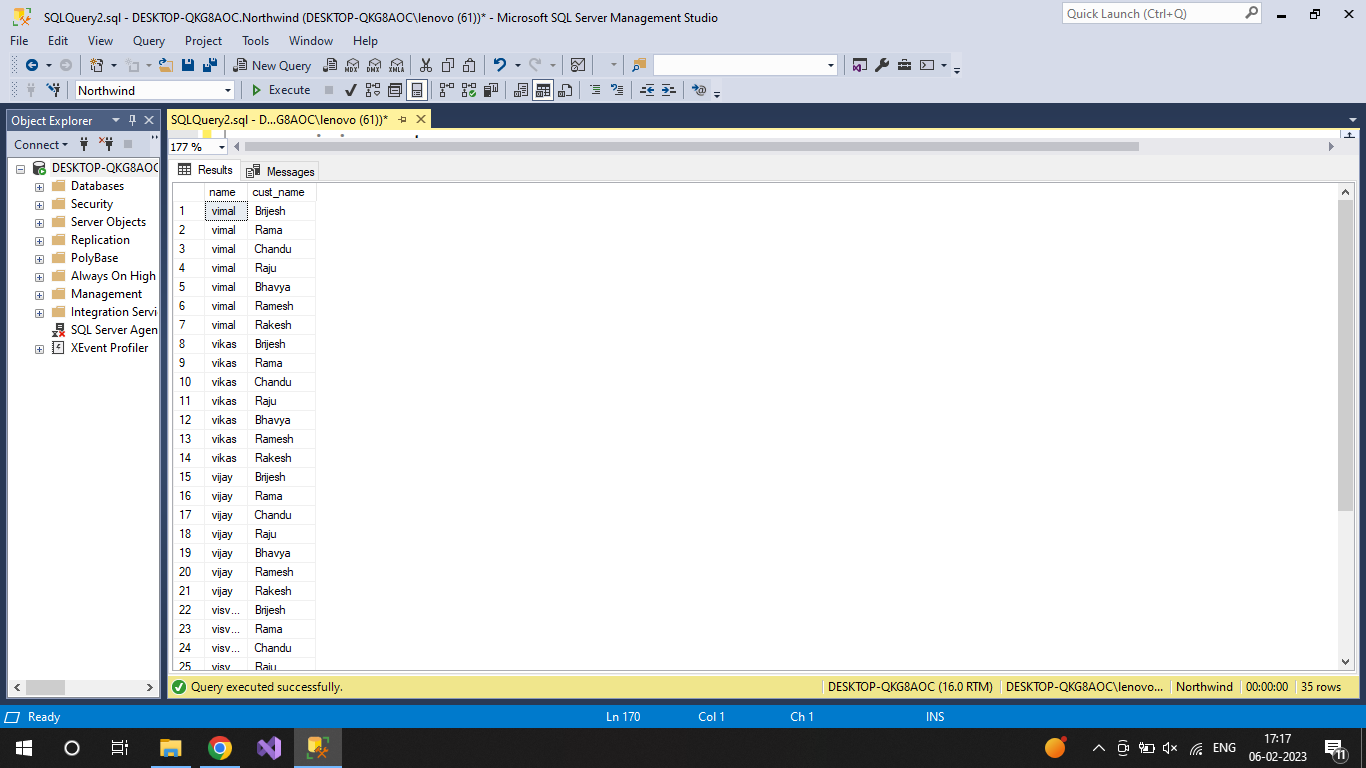 SQLQuery2.sql - DESKTOP-QKG8AOC.Northwind (DESKTOP-QKG8AOC\lenovo (61))* - Microsoft SQL Server Management Studio
Quick Launch (Ctrl+Q)
File Edit View Query Project Tools Window Help
New Query MDX DMX XMLA
Northwind Execute
Object Explorer
SQLQuery2.sql - D...G8AOC\lenovo (61))*
Connect
177 %
DESKTOP-QKG8AOC
Databases
Security
Server Objects
Replication
PolyBase
Always On High
Management
Integration Servi
SQL Server Agen
XEvent Profiler
Results Messages
name cust_name
1 vimal Brijesh
2 vimal Rama
3 vimal Chandu
4 vimal Raju
5 vimal Bhavya
6 vimal Ramesh
7 vimal Rakesh
8 vikas Brijesh
9 vikas Rama
10 vikas Chandu
11 vikas Raju
12 vikas Bhavya
13 vikas Ramesh
14 vikas Rakesh
15 vijay Brijesh
16 vijay Rama
17 vijay Chandu
18 vijay Raju
19 vijay Bhavya
20 vijay Ramesh
21 vijay Rakesh
22 visv... Brijesh
23 visv... Rama
24 visv... Chandu
25 visv Raju
Query executed successfully. DESKTOP-QKG8AOC (16.0 RTM) DESKTOP-QKG8AOC\lenovo... Northwind 00:00:00 35 rows
Ready Ln 170 Col 1 Ch 1 INS
ENG 17:17
06-02-2023
11